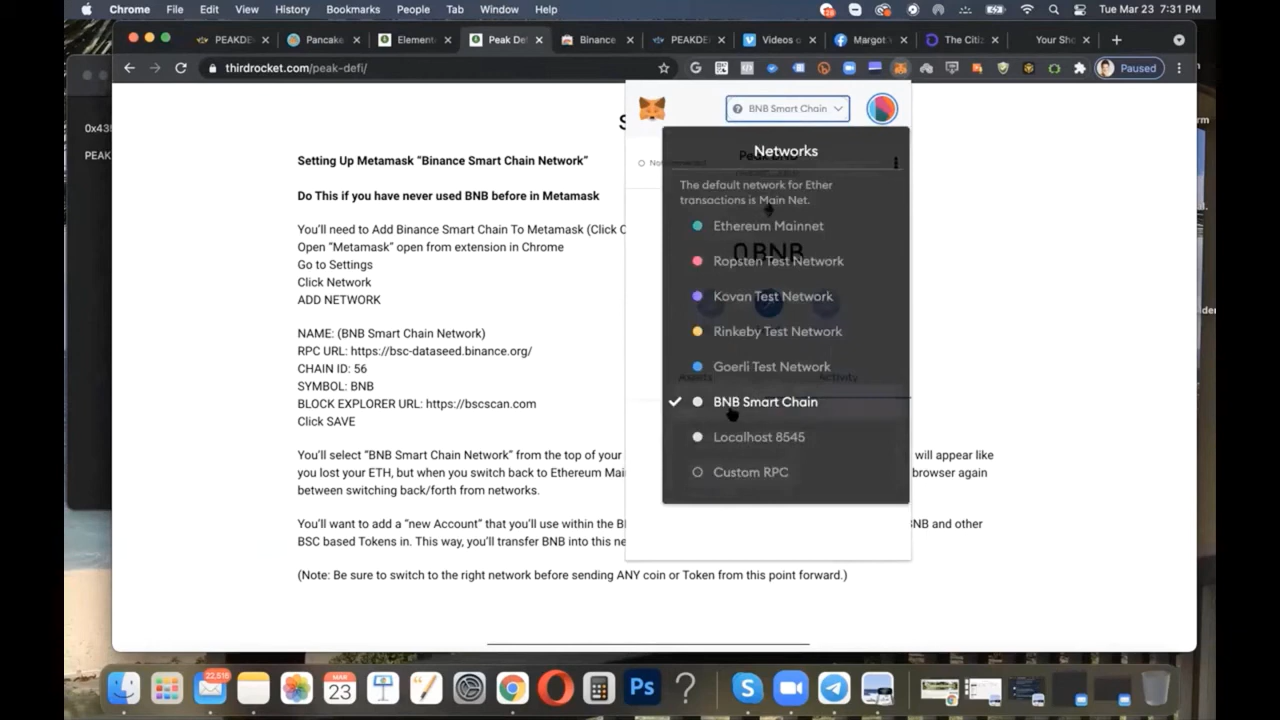 Chrome File Edit View History Bookmarks People Tab Window Help Tue Mar 23 7:31 PM
PEAKDE Pancake Element Peak De Binance PEAKDE Videos o Facebook Margot The Citiz Your Sho
thirdrocket.com/peak-defi/ Paused
BNB Smart Chain
S
0x43
PEAK
Setting Up Metamask “Binance Smart Chain Network”
Do This if you have never used BNB before in Metamask
You’ll need to Add Binance Smart Chain To Metamask (Click C
Open “Metamask” open from extension in Chrome
Go to Settings
Click Network
ADD NETWORK
NAME: (BNB Smart Chain Network)
RPC URL: https://bsc-dataseed.binance.org/
CHAIN ID: 56
SYMBOL: BNB
BLOCK EXPLORER URL: https://bscscan.com
Click SAVE
You’ll select “BNB Smart Chain Network” from the top of your will appear like
you lost your ETH, but when you switch back to Ethereum Mai browser again
between switching back/forth from networks.
You’ll want to add a “new Account” that you’ll use within the B NB and other
BSC based Tokens in. This way, you’ll transfer BNB into this ne
(Note: Be sure to switch to the right network before sending ANY coin or Token from this point forward.)
Networks
Peak BNB
The default network for Ether
transactions is Main Net.
Ethereum Mainnet
0 BNB
Ropsten Test Network
Kovan Test Network
Rinkeby Test Network
Goerli Test Network
Assets Activity
BNB Smart Chain
Localhost 8545
Custom RPC
MAR
23
Ps
?